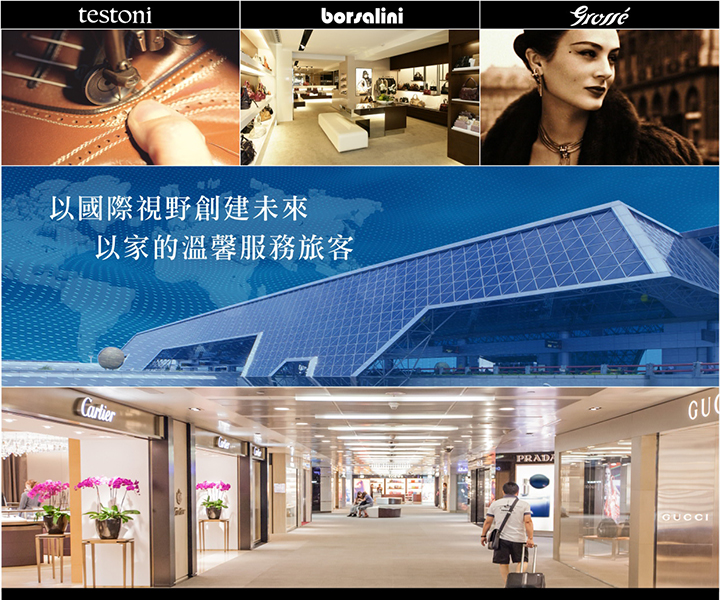 testoni
borsalini
Grossé
以國際視野創建未來
以家的溫馨服務旅客
Cartier
Cartier
PRADA
GUC
GUCCI